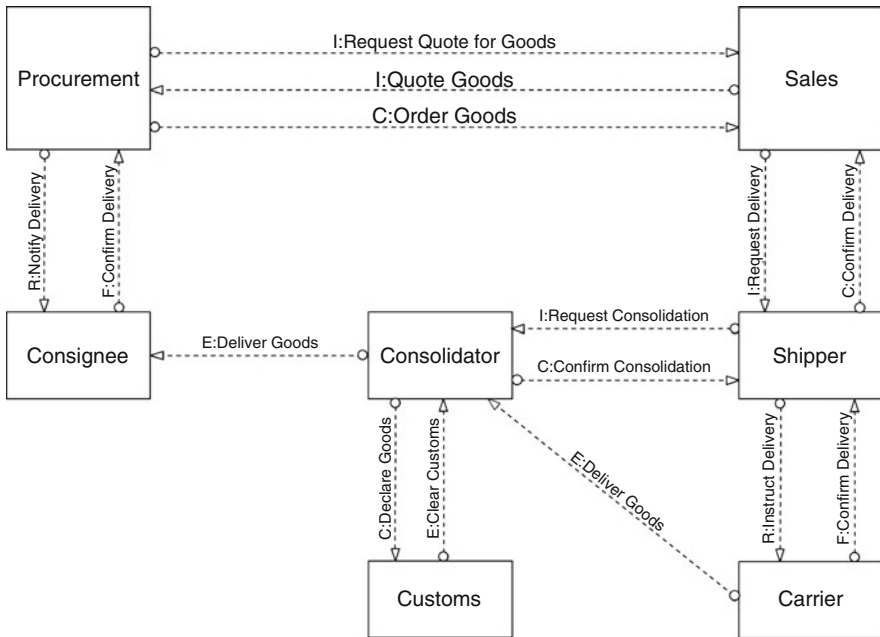 I:Request Quote for Goods
Procurement
I:Quote Goods
Sales
C:Order Goods
R:Notify Delivery
F:Confirm Delivery
I:Request Delivery
C:Confirm Delivery
I:Request Consolidation
Consignee
E:Deliver Goods
Consolidator
Shipper
C:Confirm Consolidation
C:Declare Goods
E:Clear Customs
E:Deliver Goods
R:Instruct Delivery
F:Confirm Delivery
Customs
Carrier